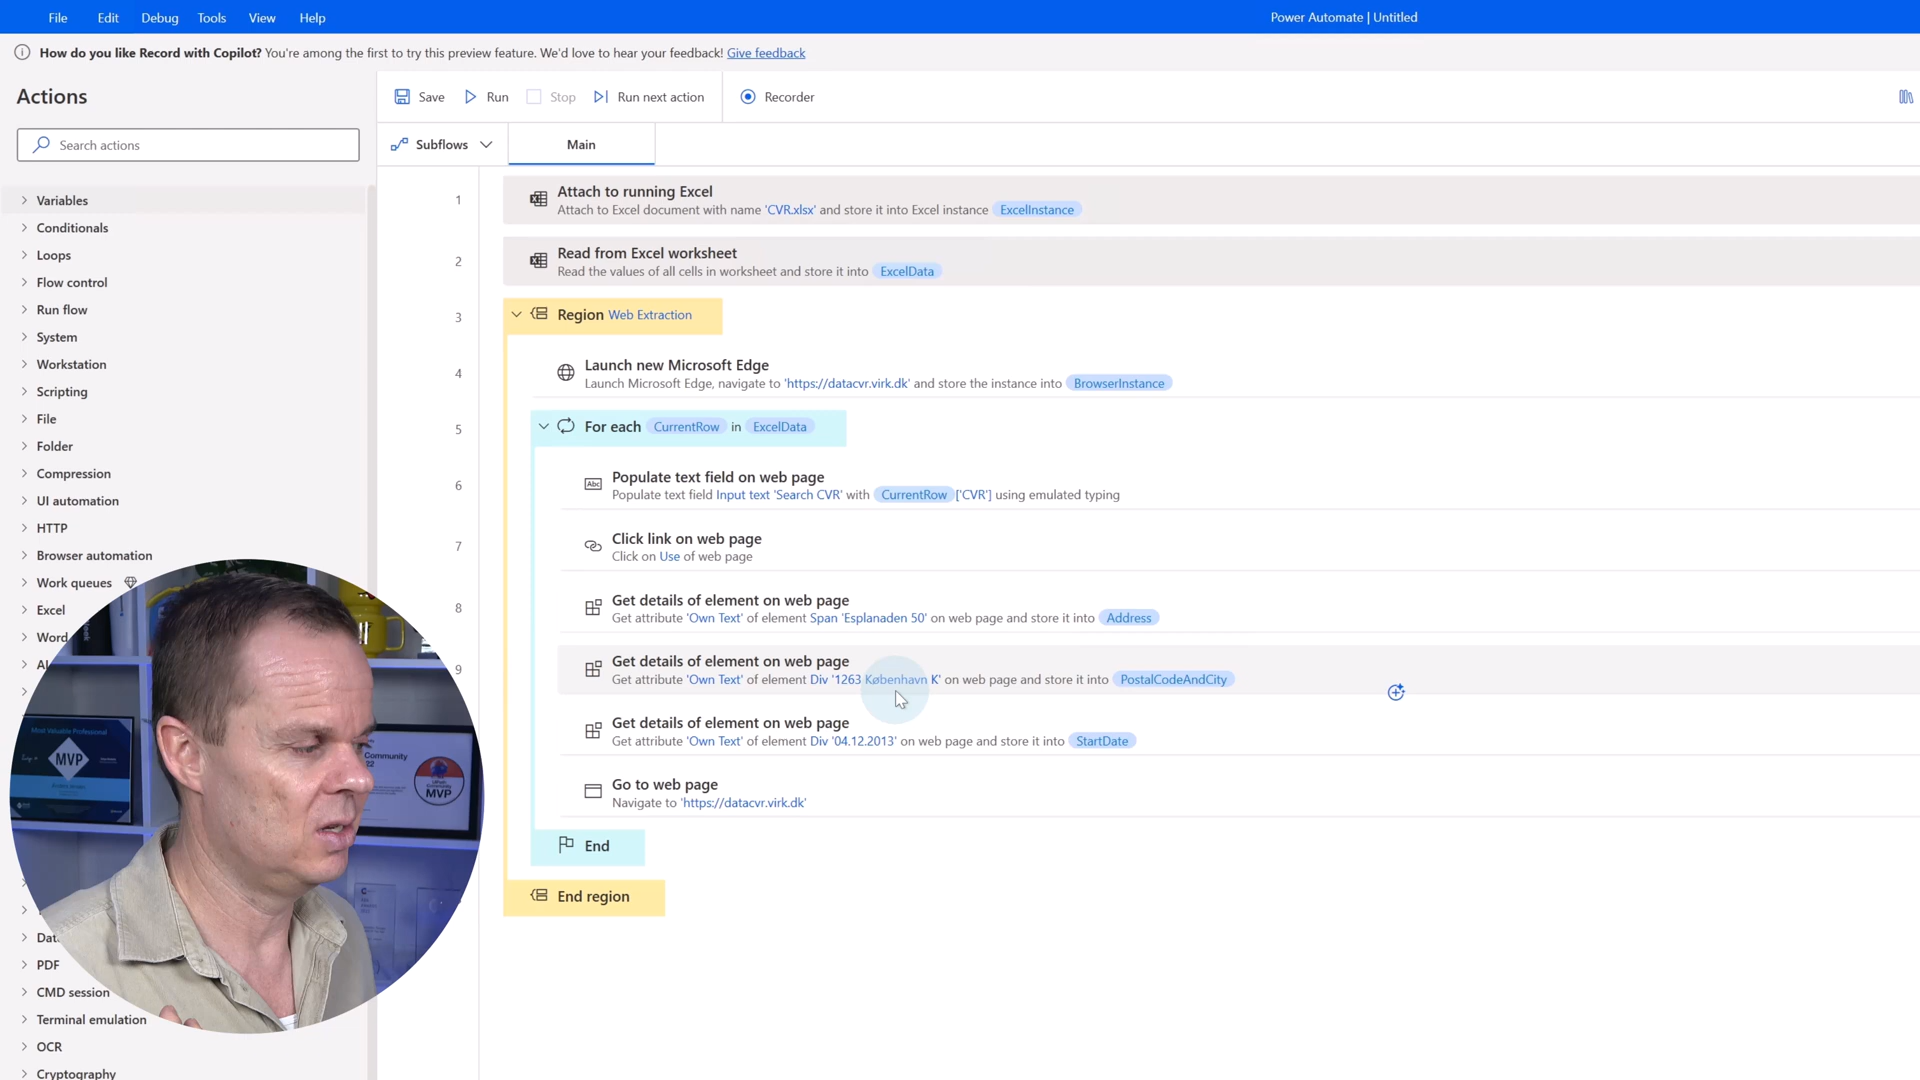 File Edit Debug Tools View Help
Power Automate | Untitled
How do you like Record with Copilot? You're among the first to try this preview feature. We'd love to hear your feedback! Give feedback
Actions
Search actions
Variables
Conditionals
Loops
Flow control
Run flow
System
Workstation
Scripting
File
Folder
Compression
UI automation
HTTP
Browser automation
Work queues
Excel
Word
PDF
CMD session
Terminal emulation
OCR
Cryptography
Save Run Stop Run next action Recorder
Subflows Main
1 Attach to running Excel
Attach to Excel document with name 'CVR.xlsx' and store it into Excel instance ExcelInstance
2 Read from Excel worksheet
Read the values of all cells in worksheet and store it into ExcelData
3 Region Web Extraction
4 Launch new Microsoft Edge
Launch Microsoft Edge, navigate to 'https://datacvr.virk.dk' and store the instance into BrowserInstance
5 For each CurrentRow in ExcelData
6 Populate text field on web page
Populate text field Input text 'Search CVR' with CurrentRow ['CVR'] using emulated typing
7 Click link on web page
Click on Use of web page
8 Get details of element on web page
Get attribute 'Own Text' of element Span 'Esplanaden 50' on web page and store it into Address
9 Get details of element on web page
Get attribute 'Own Text' of element Div '1263 København K' on web page and store it into PostalCodeAndCity
Get details of element on web page
Get attribute 'Own Text' of element Div '04.12.2013' on web page and store it into StartDate
Go to web page
Navigate to 'https://datacvr.virk.dk'
End
End region
Most Valuable Professional
MVP
Community
MVP